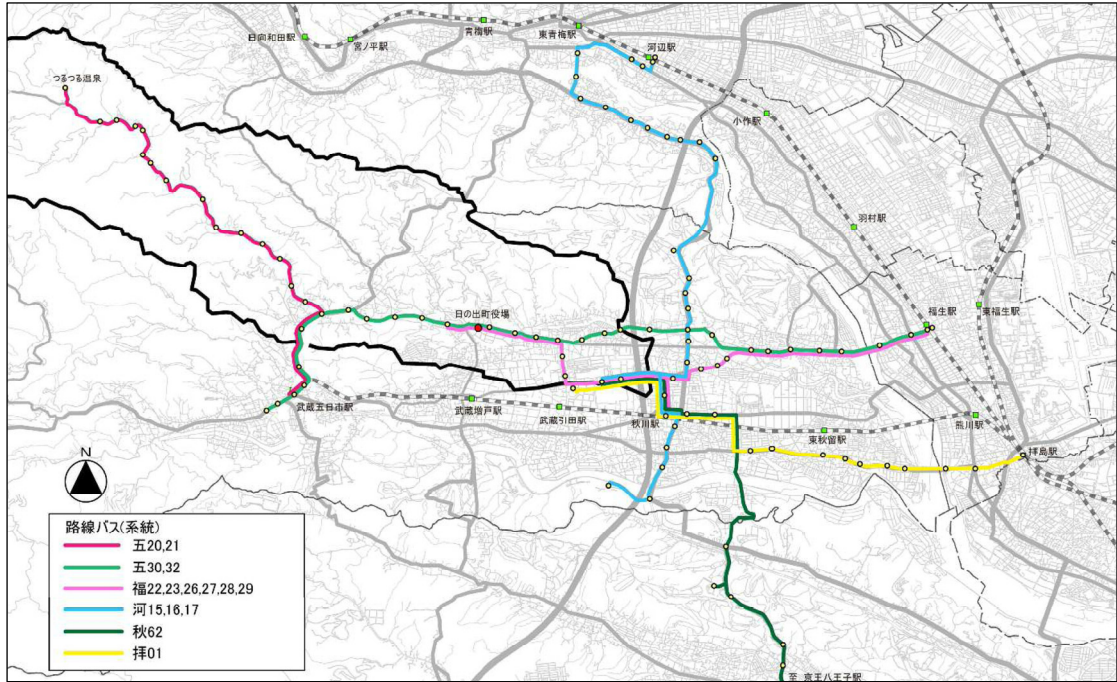 日向和田駅
宮ノ平駅
青梅駅
東青梅駅
河辺駅
つるつる温泉
小作駅
羽村駅
日の出町役場
福生駅
東福生駅
武蔵五日市駅
武蔵増戸駅
武蔵引田駅
秋川駅
東秋留駅
熊川駅
拝島駅
N
路線バス(系統)
五20,21
五30,32
福22,23,26,27,28,29
河15,16,17
秋62
拝01
至 京王八王子駅